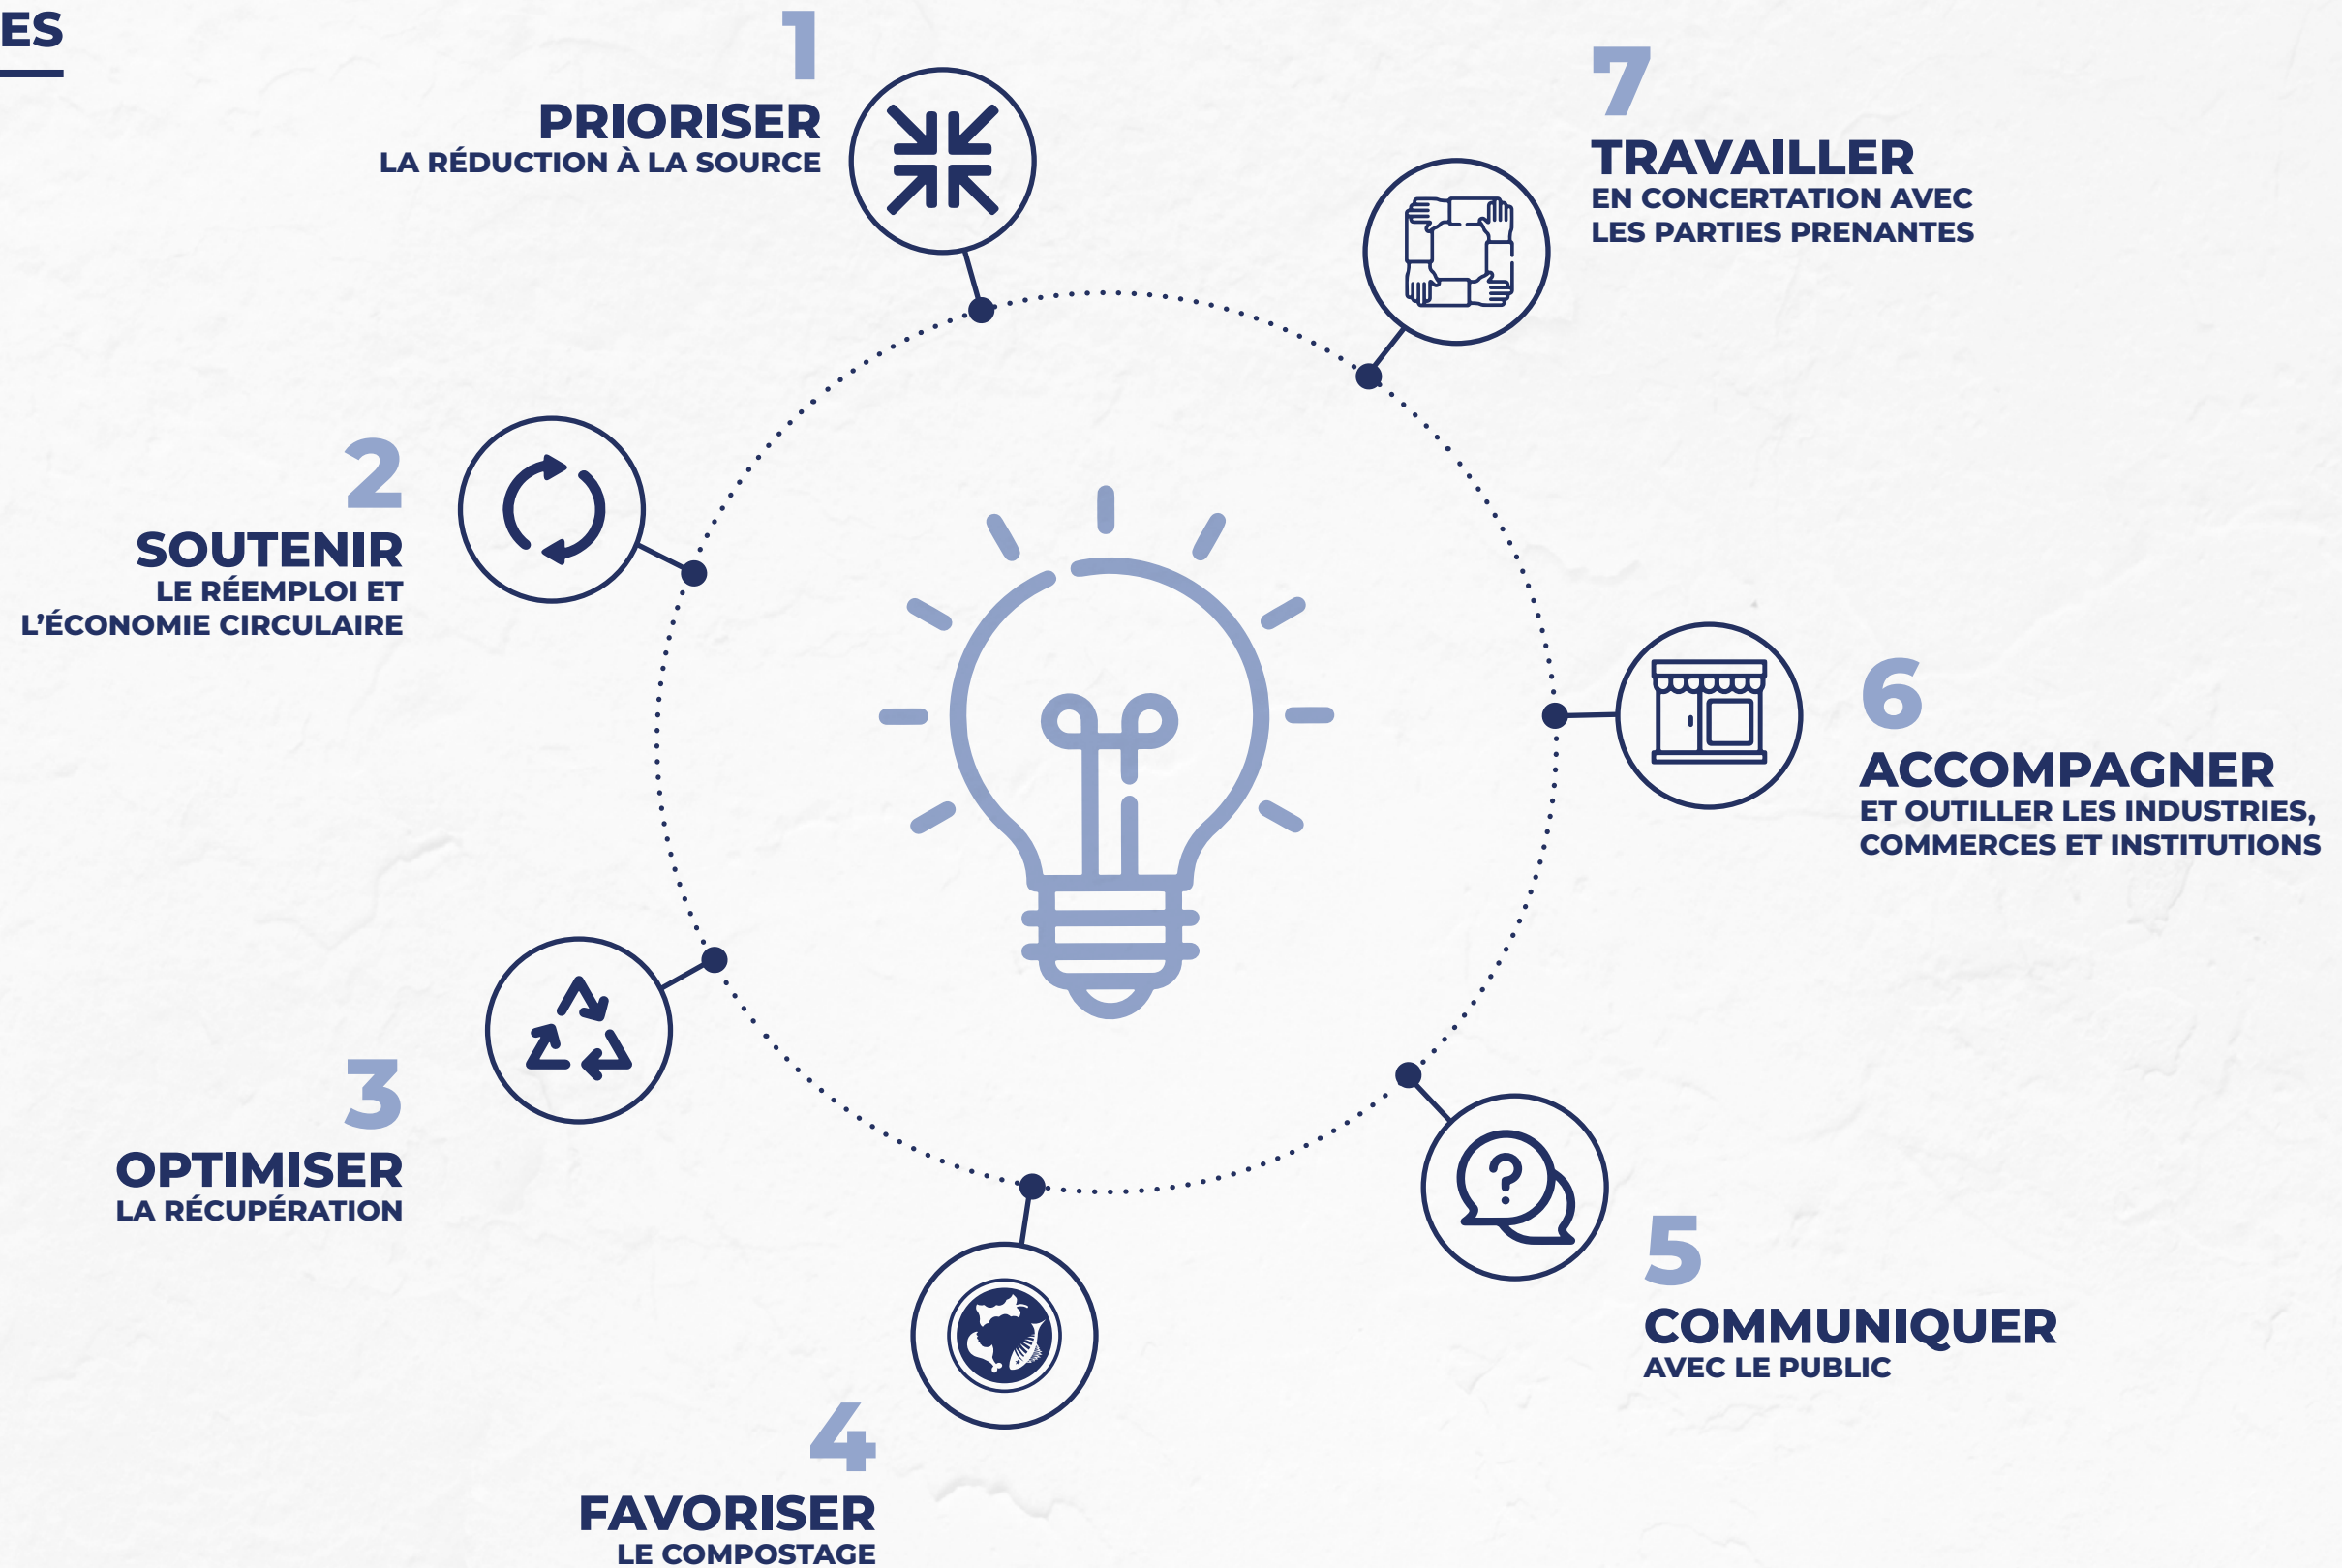 ES
1
PRIORISER
LA RÉDUCTION À LA SOURCE
2
SOUTENIR
LE RÉEMPLOI ET
L'ÉCONOMIE CIRCULAIRE
3
OPTIMISER
LA RÉCUPÉRATION
4
FAVORISER
LE COMPOSTAGE
5
COMMUNIQUER
AVEC LE PUBLIC
6
ACCOMPAGNER
ET OUTILLER LES INDUSTRIES,
COMMERCES ET INSTITUTIONS
7
TRAVAILLER
EN CONCERTATION AVEC
LES PARTIES PRENANTES
?